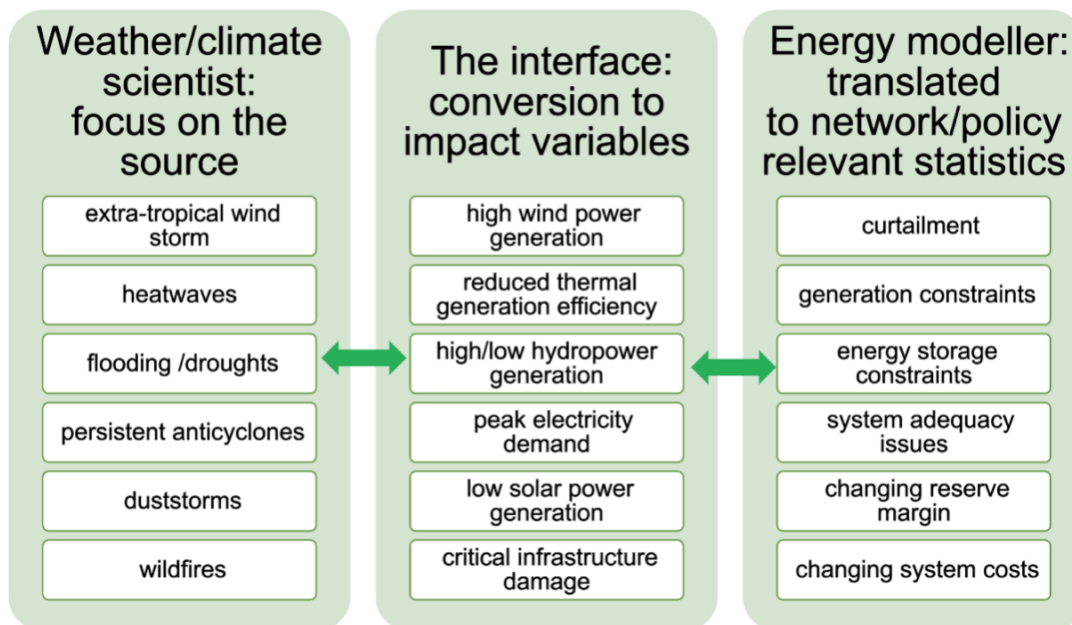 Weather/climate
scientist:
focus on the
source
extra-tropical wind
storm
heatwaves
flooding /droughts
persistent anticyclones
duststorms
wildfires
The interface:
conversion to
impact variables
high wind power
generation
reduced thermal
generation efficiency
high/low hydropower
generation
peak electricity
demand
low solar power
generation
critical infrastructure
damage
Energy modeller:
translated
to network/policy
relevant statistics
curtailment
generation constraints
energy storage
constraints
system adequacy
issues
changing reserve
margin
changing system costs